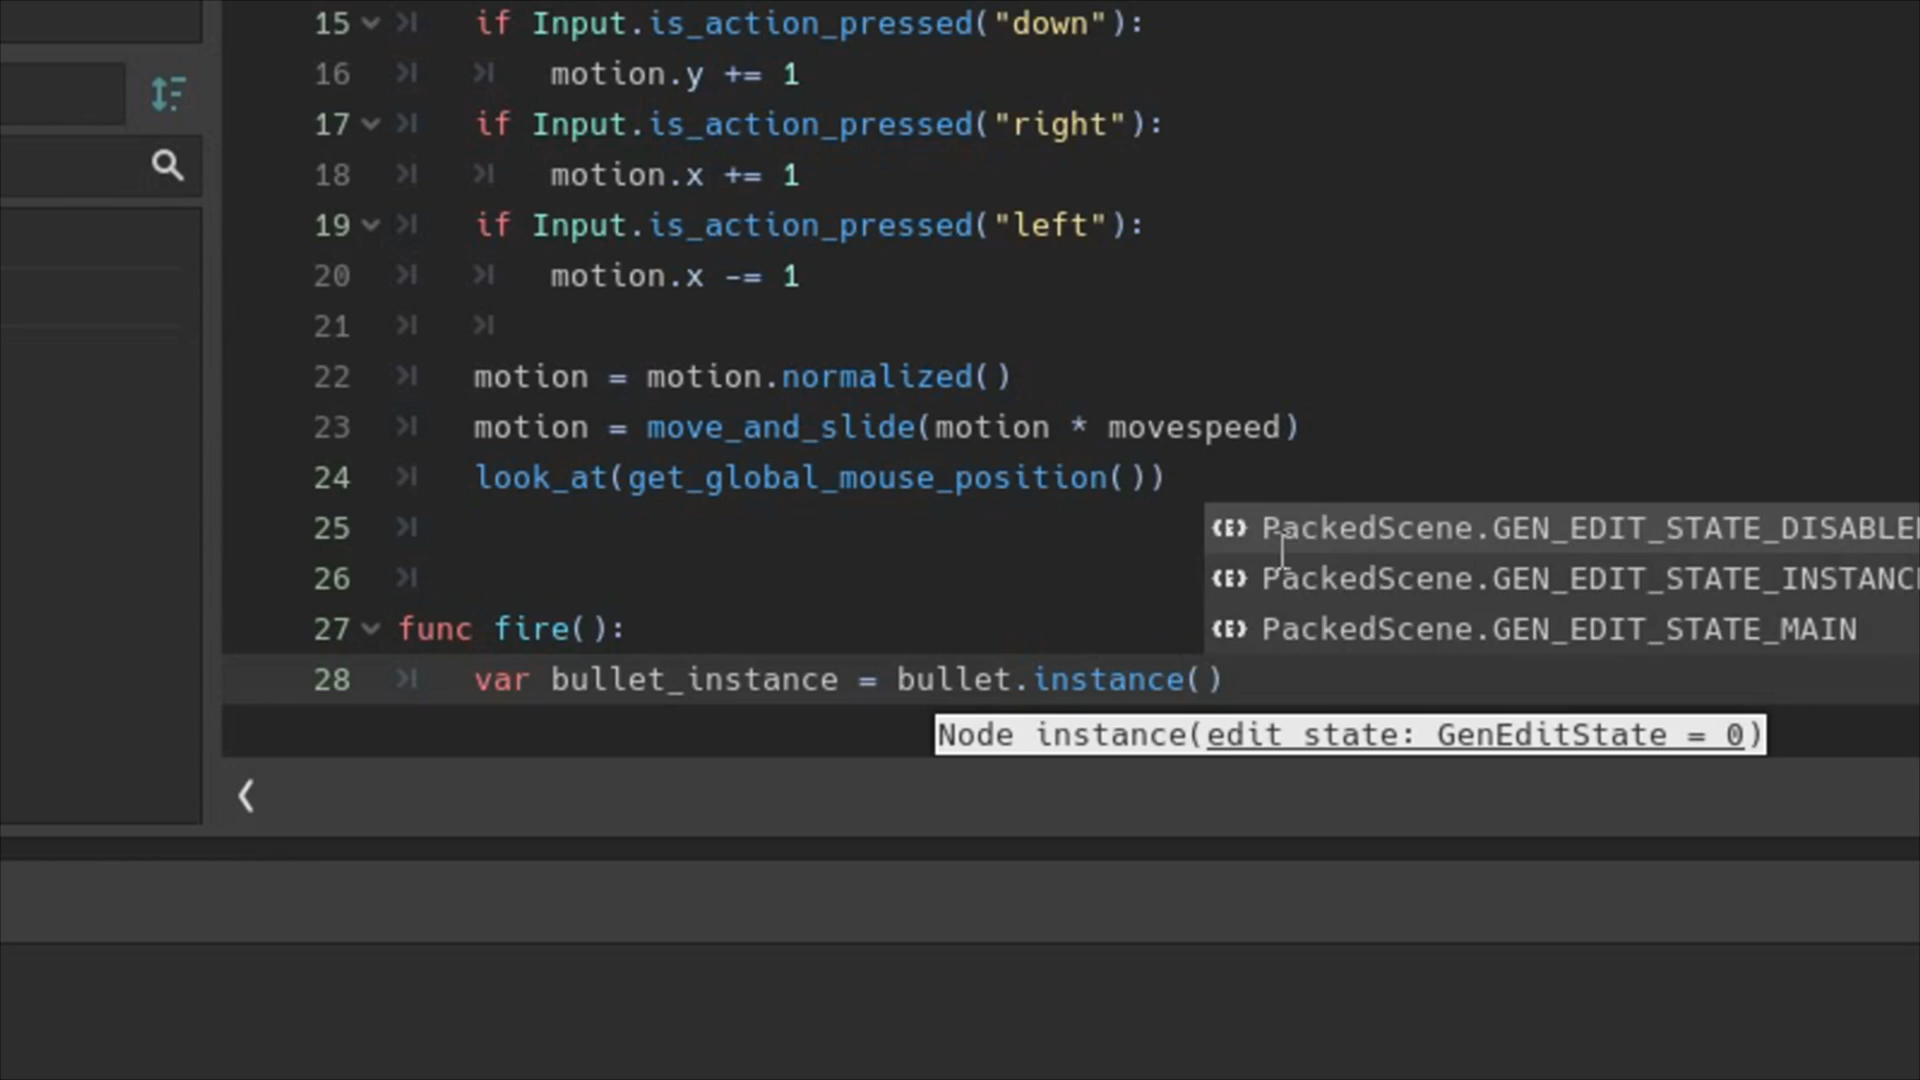 15 if Input.is_action_pressed("down"):
16 motion.y += 1
17 if Input.is_action_pressed("right"):
18 motion.x += 1
19 if Input.is_action_pressed("left"):
20 motion.x -= 1
21
22 motion = motion.normalized()
23 motion = move_and_slide(motion * movespeed)
24 look_at(get_global_mouse_position())
25 PackedScene.GEN_EDIT_STATE_DISABLE
26 PackedScene.GEN_EDIT_STATE_INSTANC
27 func fire(): PackedScene.GEN_EDIT_STATE_MAIN
28 var bullet_instance = bullet.instance()
Node instance(edit_state: GenEditState = 0)